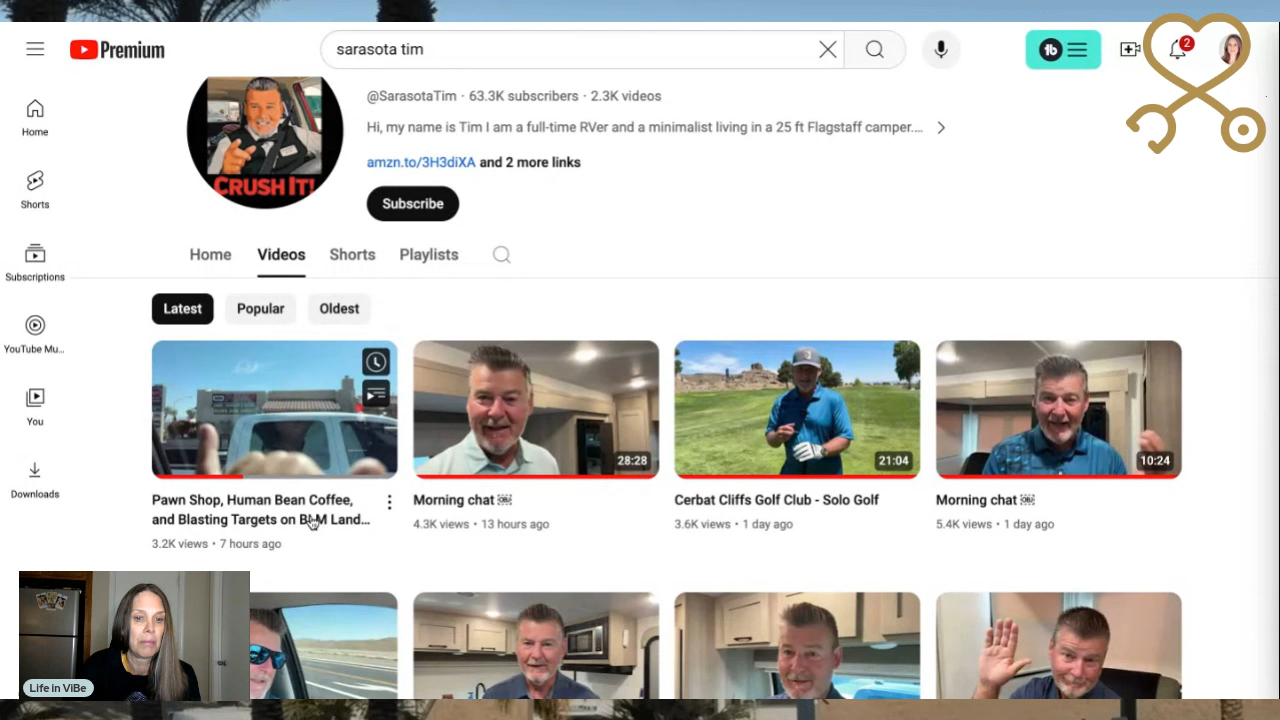 Premium
sarasota tim
tb
2
@SarasotaTim · 63.3K subscribers · 2.3K videos
Hi, my name is Tim I am a full-time RVer and a minimalist living in a 25 ft Flagstaff camper....
amzn.to/3H3diXA and 2 more links
CRUSH IT!
Subscribe
Home
Shorts
Subscriptions
YouTube Mu...
You
Downloads
Home Videos Shorts Playlists
Latest Popular Oldest
28:28
21:04
10:24
Pawn Shop, Human Bean Coffee,
and Blasting Targets on BLM Land...
3.2K views · 7 hours ago
Morning chat ￼
4.3K views · 13 hours ago
Cerbat Cliffs Golf Club - Solo Golf
3.6K views · 1 day ago
Morning chat ￼
5.4K views · 1 day ago
Life in ViBe